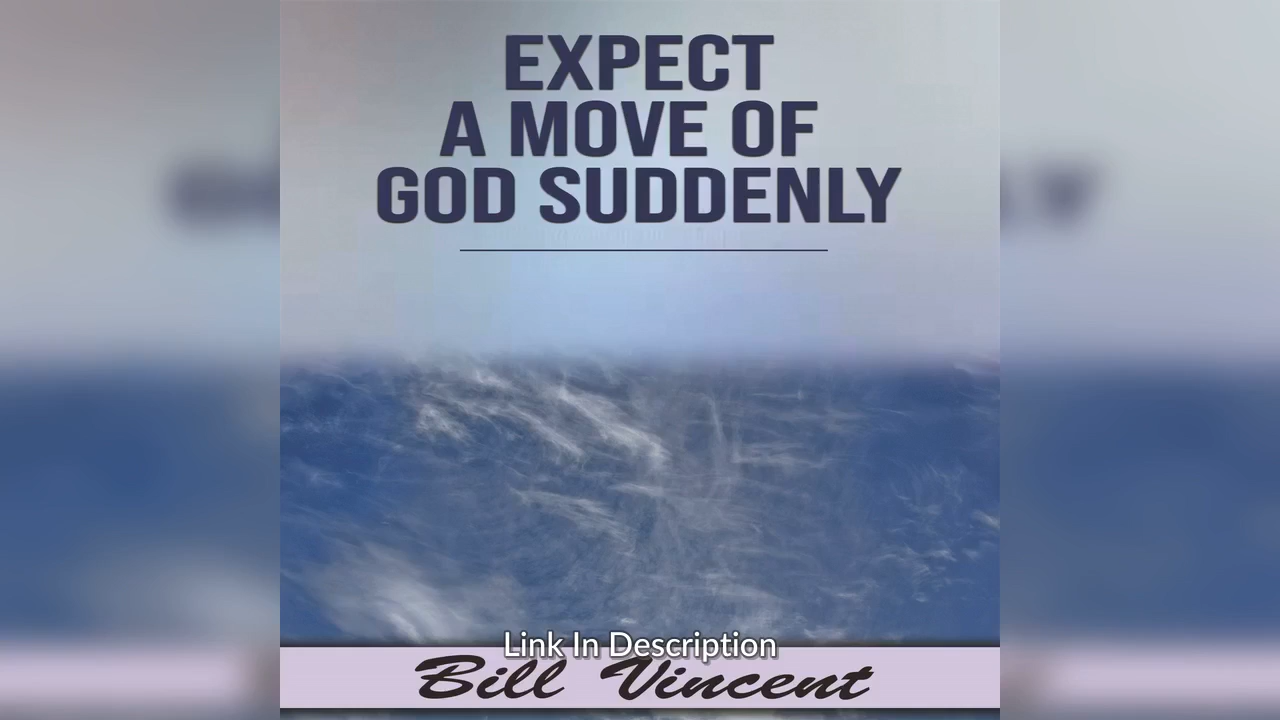 EXPECT
A MOVE OF
GOD SUDDENLY
Link In Description
Bill Vincent